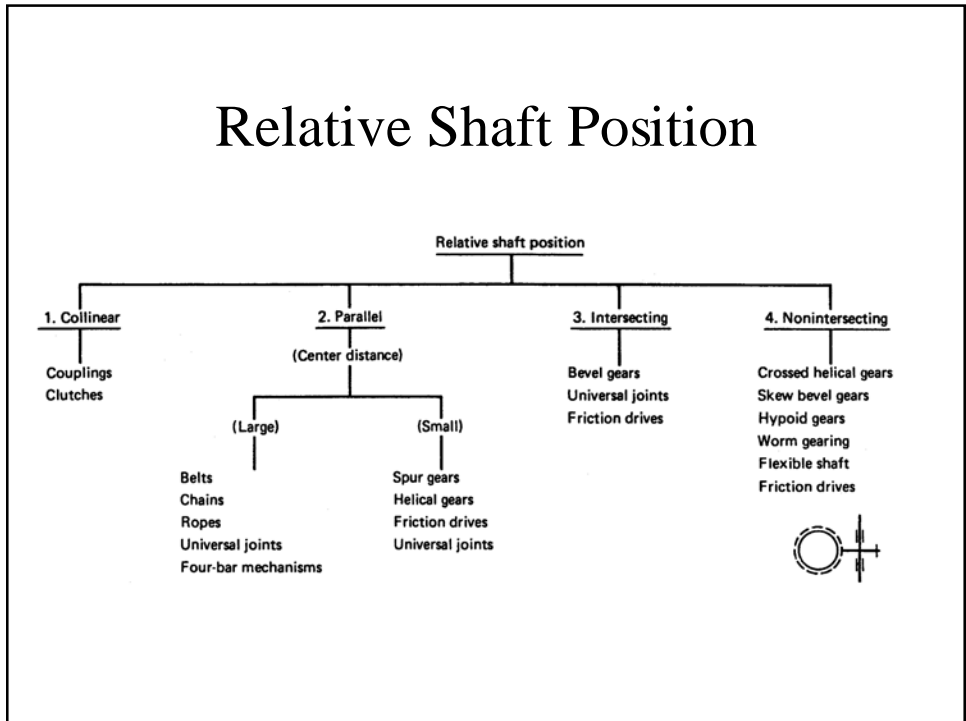 Relative Shaft Position
Relative shaft position
1. Collinear
Couplings
Clutches
2. Parallel
(Center distance)
(Large)
Belts
Chains
Ropes
Universal joints
Four-bar mechanisms
(Small)
Spur gears
Helical gears
Friction drives
Universal joints
3. Intersecting
Bevel gears
Universal joints
Friction drives
4. Nonintersecting
Crossed helical gears
Skew bevel gears
Hypoid gears
Worm gearing
Flexible shaft
Friction drives